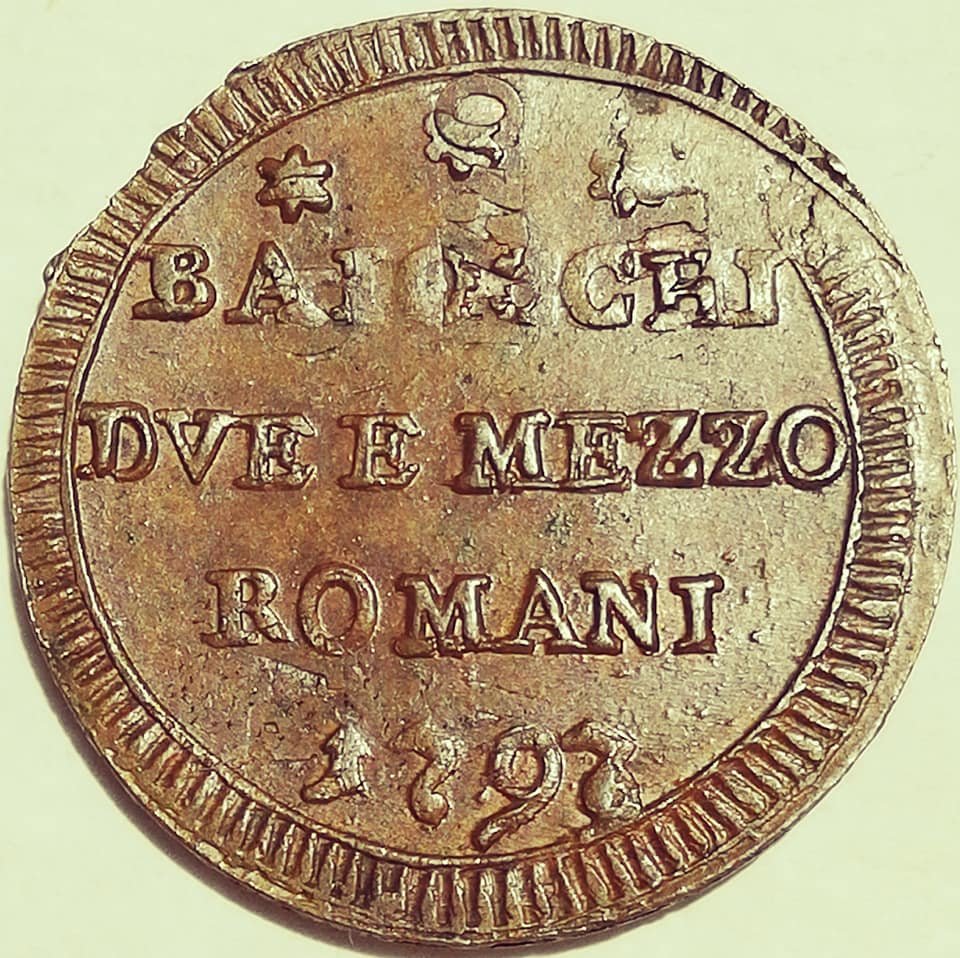 BAIOCCHI
DVE E MEZZO
ROMANI
1797